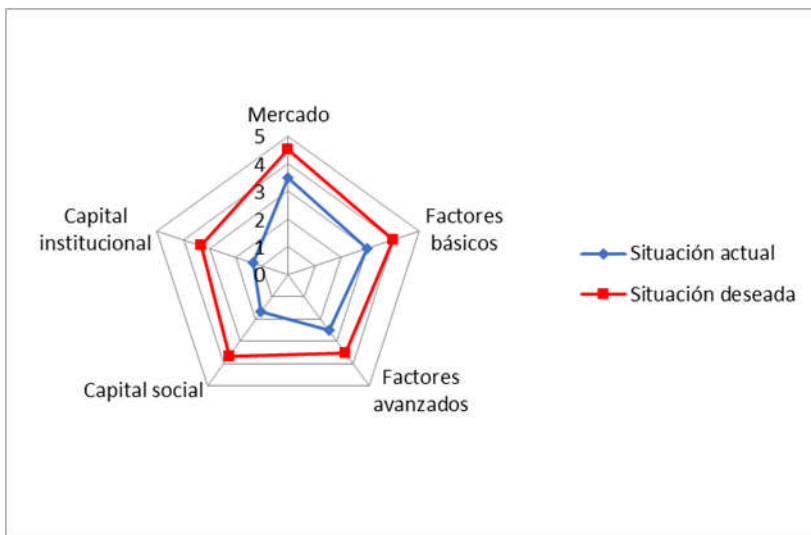 Mercado
5
4
3
2
1
0
Factores
básicos
Factores
avanzados
Capital social
Capital
institucional
Situación actual
Situación deseada